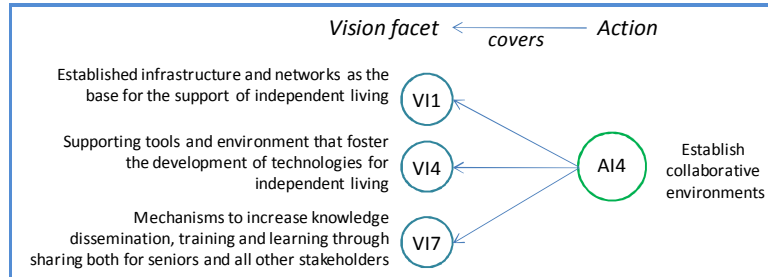 Vision facet
covers
Action
Established infrastructure and networks as the
base for the support of independent living
VI1
Supporting tools and environment that foster
the development of technologies for
independent living
VI4
AI4
Establish
collaborative
environments
Mechanisms to increase knowledge
dissemination, training and learning through
sharing both for seniors and all other stakeholders
VI7